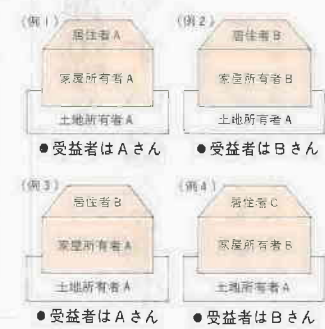 (例1)
居住者A
家屋所有者A
土地所有者A
●受益者はAさん
(例2)
居住者B
家屋所有者B
土地所有者A
●受益者はBさん
(例3)
居住者B
家屋所有者A
土地所有者A
●受益者はAさん
(例4)
居住者C
家屋所有者B
土地所有者A
●受益者はBさん